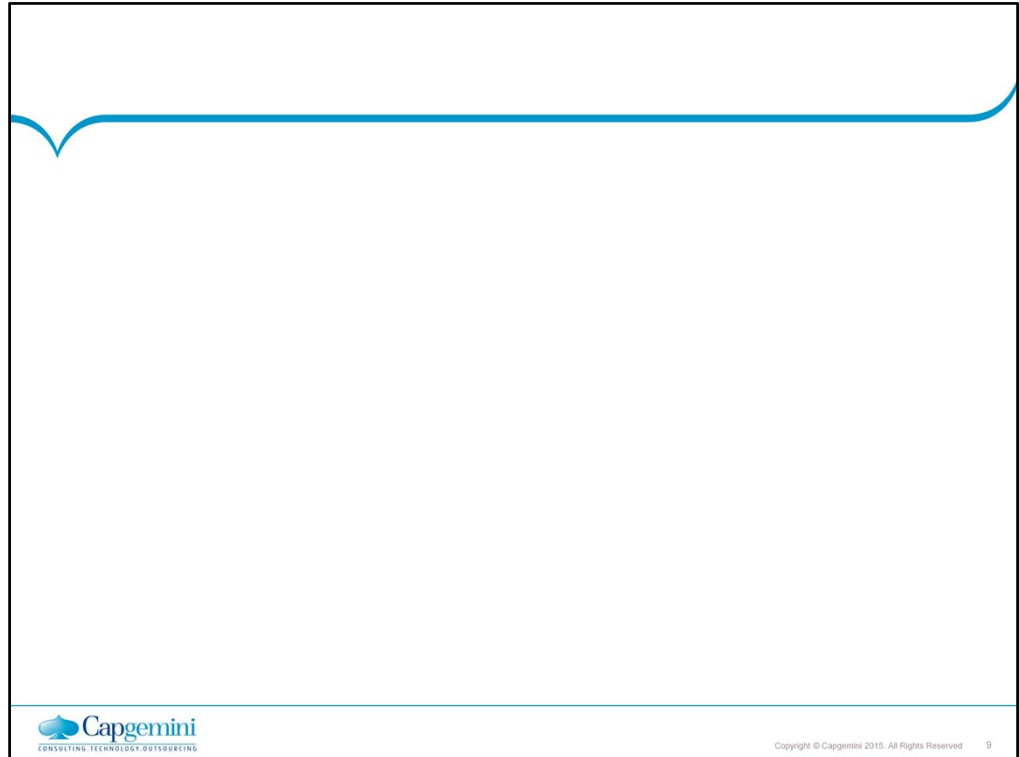 Capgemini
CONSULTING.TECHNOLOGY.OUTSOURCING
Copyright © Capgemini 2015. All Rights Reserved 9